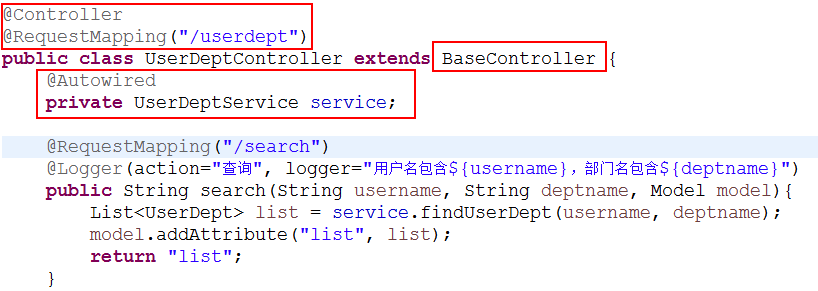 @Controller
@RequestMapping("/userdept")
public class UserDeptController extends BaseController {
@Autowired
private UserDeptService service;
@RequestMapping("/search")
@Logger(action="查询", logger="用户名包含${username}，部门名包含${deptname}")
public String search(String username, String deptname, Model model){
List<UserDept> list = service.findUserDept(username, deptname);
model.addAttribute("list", list);
return "list";
}